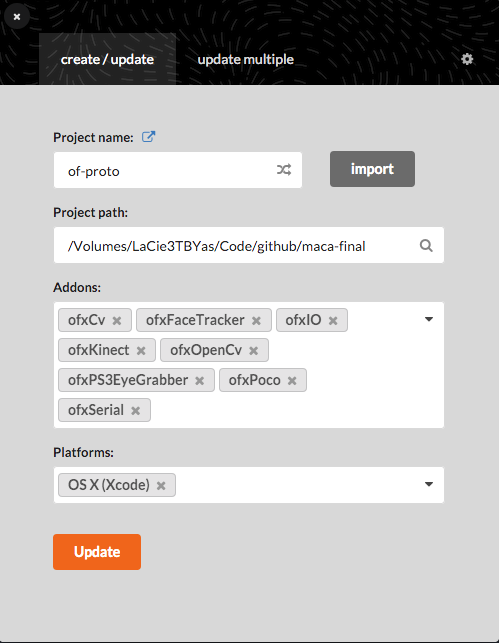 create / update update multiple
Project name:
of-proto
import
Project path:
/Volumes/LaCie3TBYas/Code/github/maca-final
Addons:
ofxCv ofxFaceTracker ofxIO
ofxKinect ofxOpenCv
ofxPS3EyeGrabber ofxPoco
ofxSerial
Platforms:
OS X (Xcode)
Update